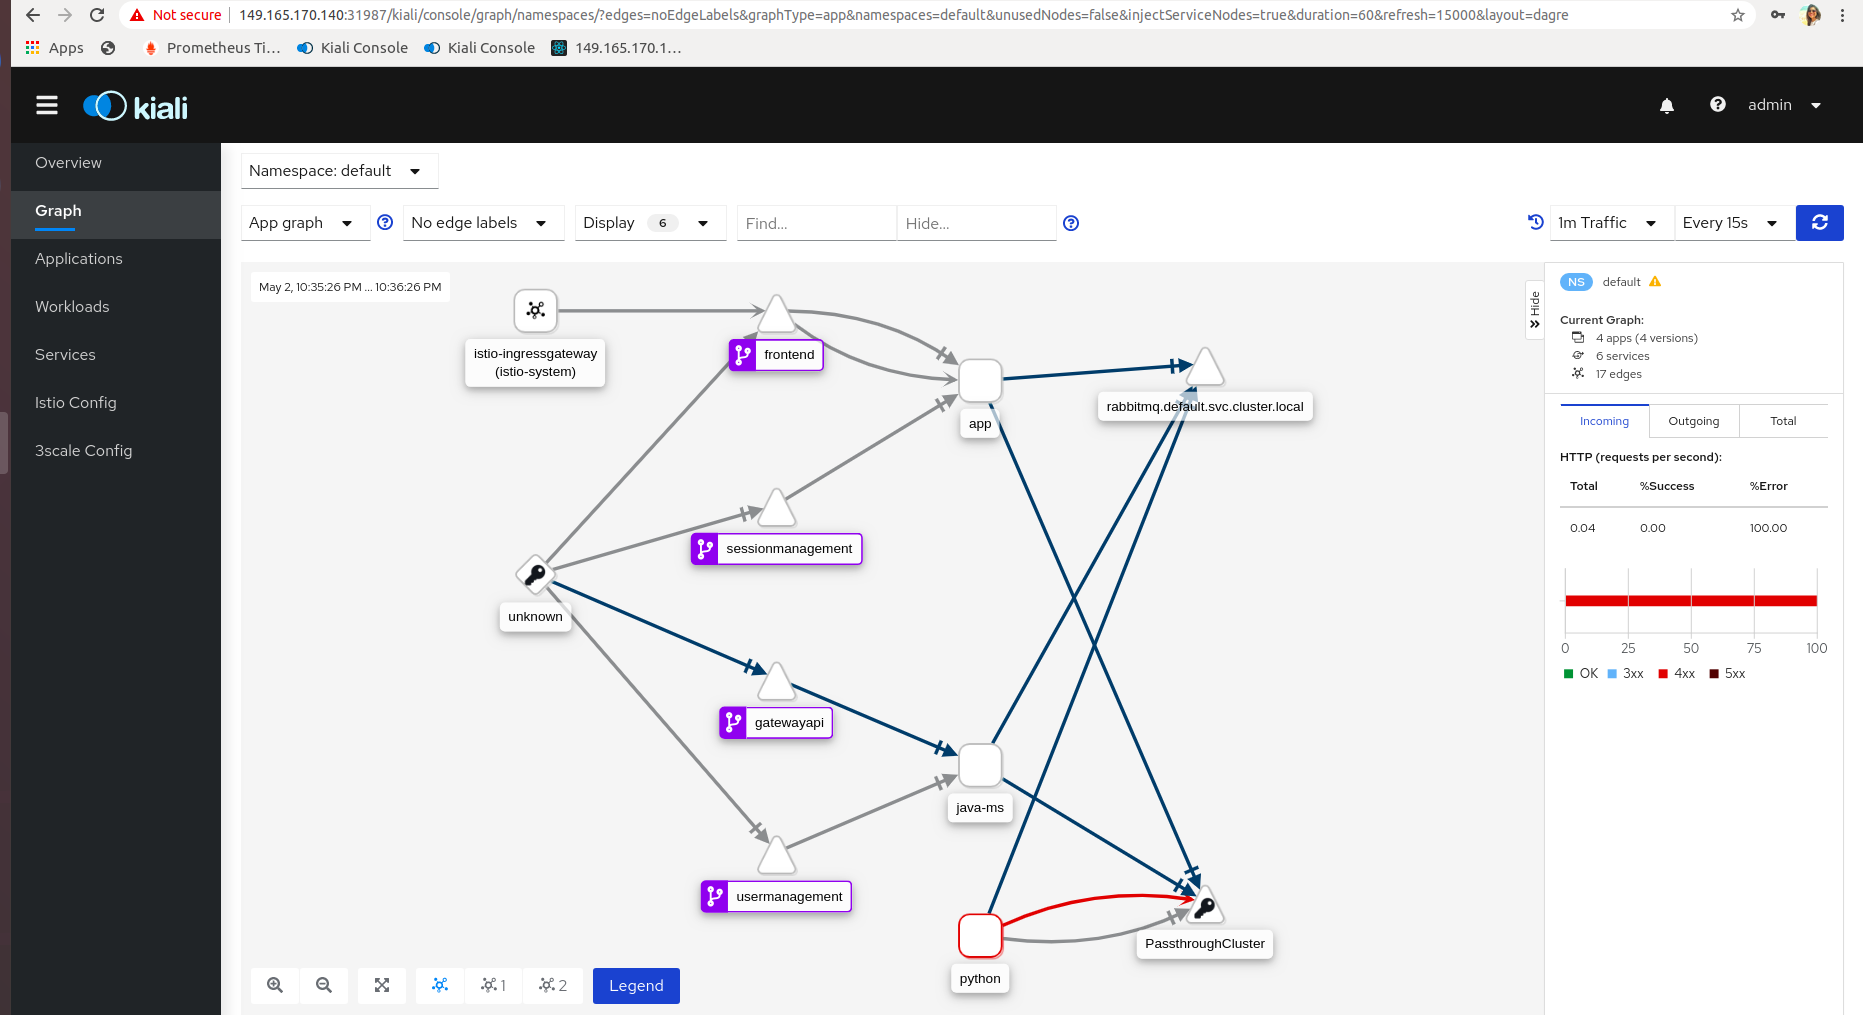 Not secure
149.165.170.140:31987/kiali/console/graph/namespaces/?edges=noEdgeLabels&graphType=app&namespaces=default&unusedNodes=false&injectServiceNodes=true&duration=60&refresh=15000&layout=dagre
Apps
Prometheus Ti...
Kiali Console
Kiali Console
149.165.170.1...
kiali
admin
Overview
Graph
Applications
Workloads
Services
Istio Config
3scale Config
Namespace: default
App graph
No edge labels
Display 6
Find...
Hide...
1m Traffic
Every 15s
May 2, 10:35:26 PM ... 10:36:26 PM
istio-ingressgateway
(istio-system)
frontend
app
rabbitmq.default.svc.cluster.local
sessionmanagement
unknown
gatewayapi
java-ms
usermanagement
PassthroughCluster
python
1
2
Legend
Hide
NS default
Current Graph:
4 apps (4 versions)
6 services
17 edges
Incoming
Outgoing
Total
HTTP (requests per second):
Total %Success %Error
0.04 0.00 100.00
0 25 50 75 100
OK 3xx 4xx 5xx